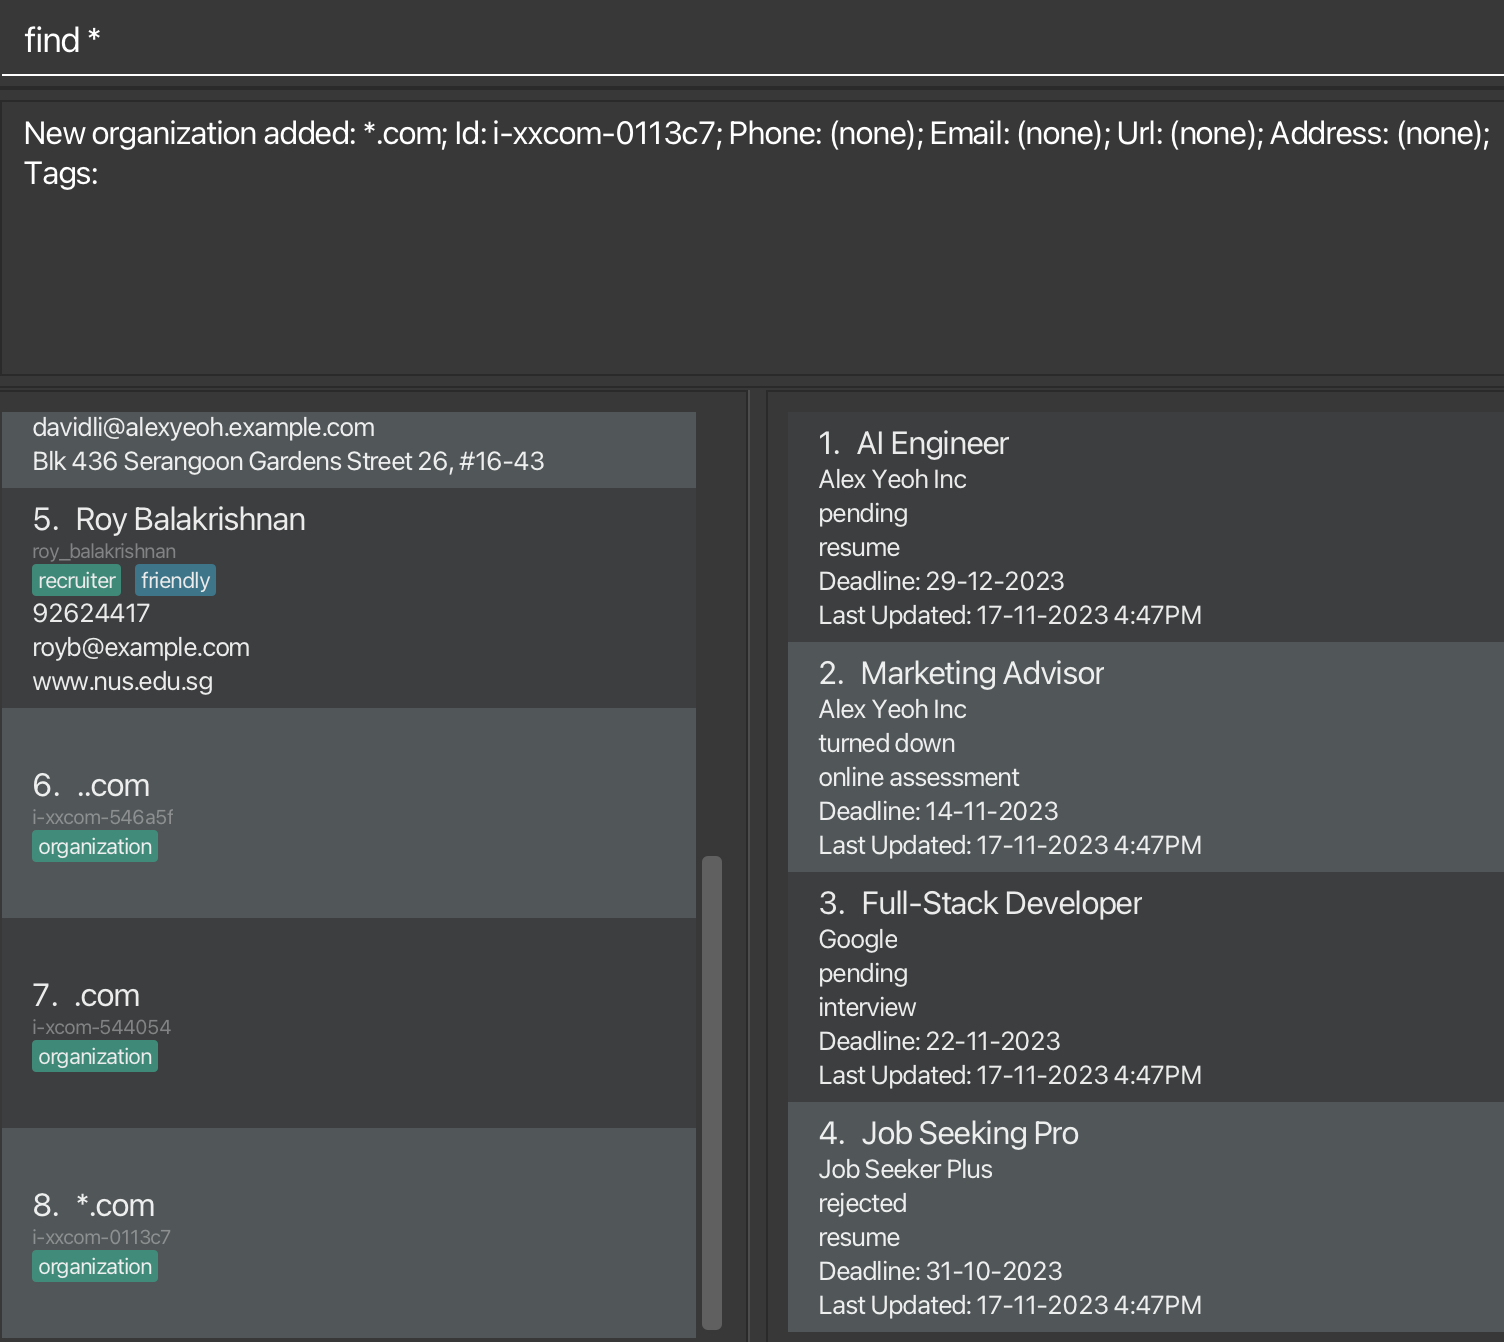 find *
New organization added: *.com; Id: i-xxcom-0113c7; Phone: (none); Email: (none); Url: (none); Address: (none);
Tags:
davidli@alexyeoh.example.com
Blk 436 Serangoon Gardens Street 26, #16-43
5. Roy Balakrishnan
roy_balakrishnan
recruiter friendly
92624417
royb@example.com
www.nus.edu.sg
6. ..com
i-xxcom-546a5f
organization
7. .com
i-xcom-544054
organization
8. *.com
i-xxcom-0113c7
organization
1. AI Engineer
Alex Yeoh Inc
pending
resume
Deadline: 29-12-2023
Last Updated: 17-11-2023 4:47PM
2. Marketing Advisor
Alex Yeoh Inc
turned down
online assessment
Deadline: 14-11-2023
Last Updated: 17-11-2023 4:47PM
3. Full-Stack Developer
Google
pending
interview
Deadline: 22-11-2023
Last Updated: 17-11-2023 4:47PM
4. Job Seeking Pro
Job Seeker Plus
rejected
resume
Deadline: 31-10-2023
Last Updated: 17-11-2023 4:47PM